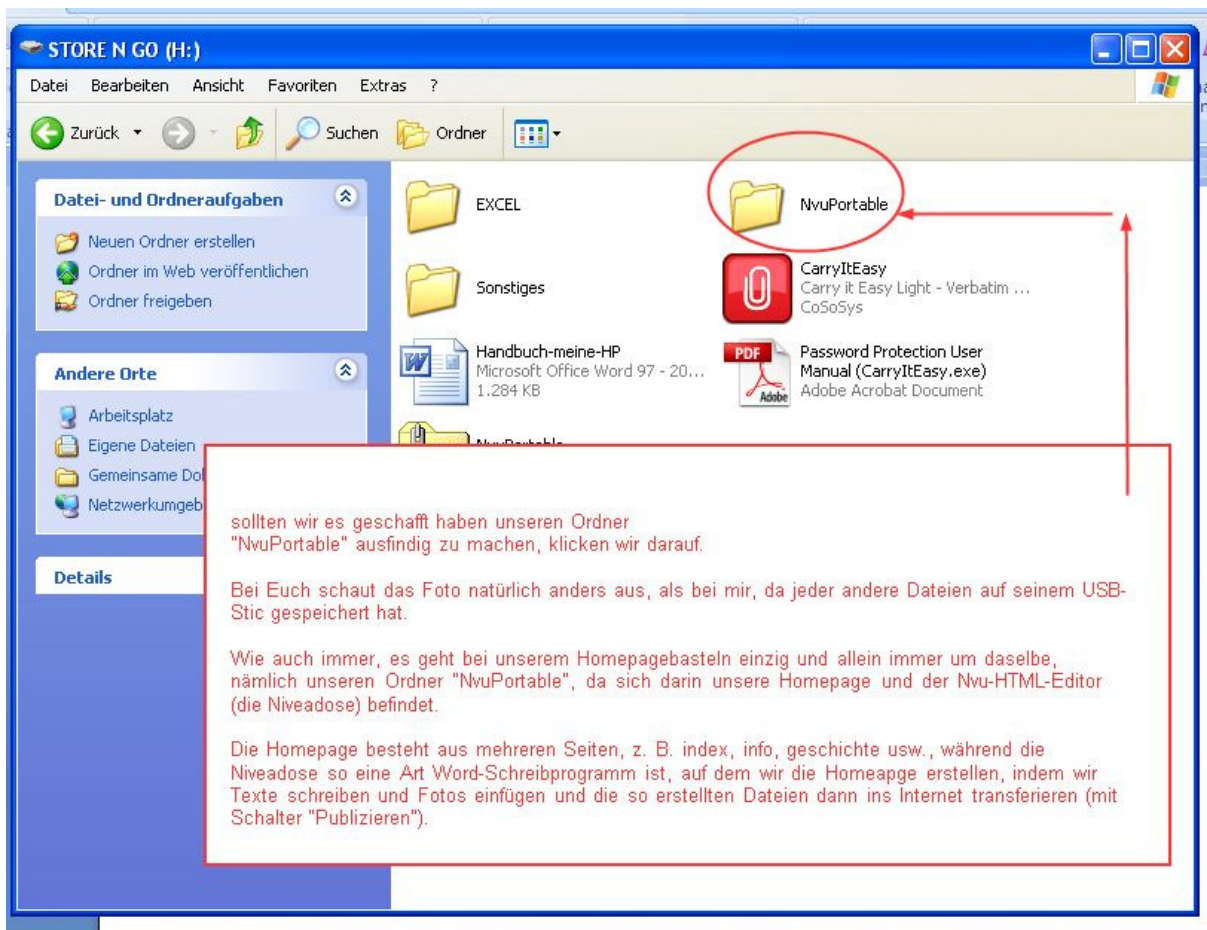 STORE N GO (H:)
Datei Bearbeiten Ansicht Favoriten Extras ?
Zurück Suchen Ordner
Datei- und Ordneraufgaben
Neuen Ordner erstellen
Ordner im Web veröffentlichen
Ordner freigeben
Andere Orte
Arbeitsplatz
Eigene Dateien
Gemeinsame Dok
Netzwerkumgeb
Details
EXCEL
NvuPortable
Sonstiges
CarryItEasy
Carry it Easy Light - Verbatim ...
CoSoSys
Handbuch-meine-HP
Microsoft Office Word 97 - 20...
1.284 KB
PDF
Adobe
Password Protection User
Manual (CarryItEasy.exe)
Adobe Acrobat Document
NvuPortable
sollten wir es geschafft haben unseren Ordner
"NvuPortable" ausfindig zu machen, klicken wir darauf.
Bei Euch schaut das Foto natürlich anders aus, als bei mir, da jeder andere Dateien auf seinem USB-
Stic gespeichert hat.
Wie auch immer, es geht bei unserem Homepagebasteln einzig und allein immer um daselbe,
nämlich unseren Ordner "NvuPortable", da sich darin unsere Homepage und der Nvu-HTML-Editor
(die Niveadose) befindet.
Die Homepage besteht aus mehreren Seiten, z. B. index, info, geschichte usw., während die
Niveadose so eine Art Word-Schreibprogramm ist, auf dem wir die Homeapge erstellen, indem wir
Texte schreiben und Fotos einfügen und die so erstellten Dateien dann ins Internet transferieren (mit
Schalter "Publizieren").